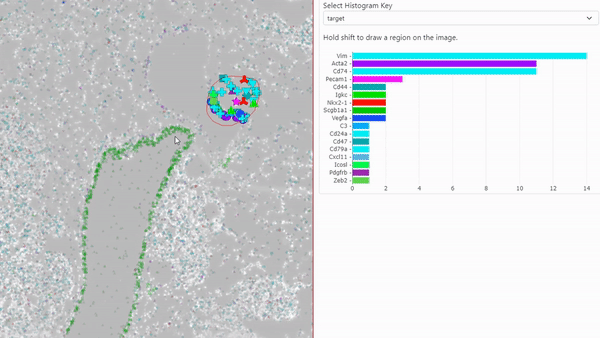 Select Histogram Key
target
Hold shift to draw a region on the image.
Vim
Acta2
Cd74
Pecam1
Cd44
Igkc
Nkx2-1
Scgb1a1
Vegfa
C3
Cd24a
Cd47
Cd79a
Cxcl11
Icosl
Pdgfrb
Zeb2
0 2 4 6 8 10 12 14